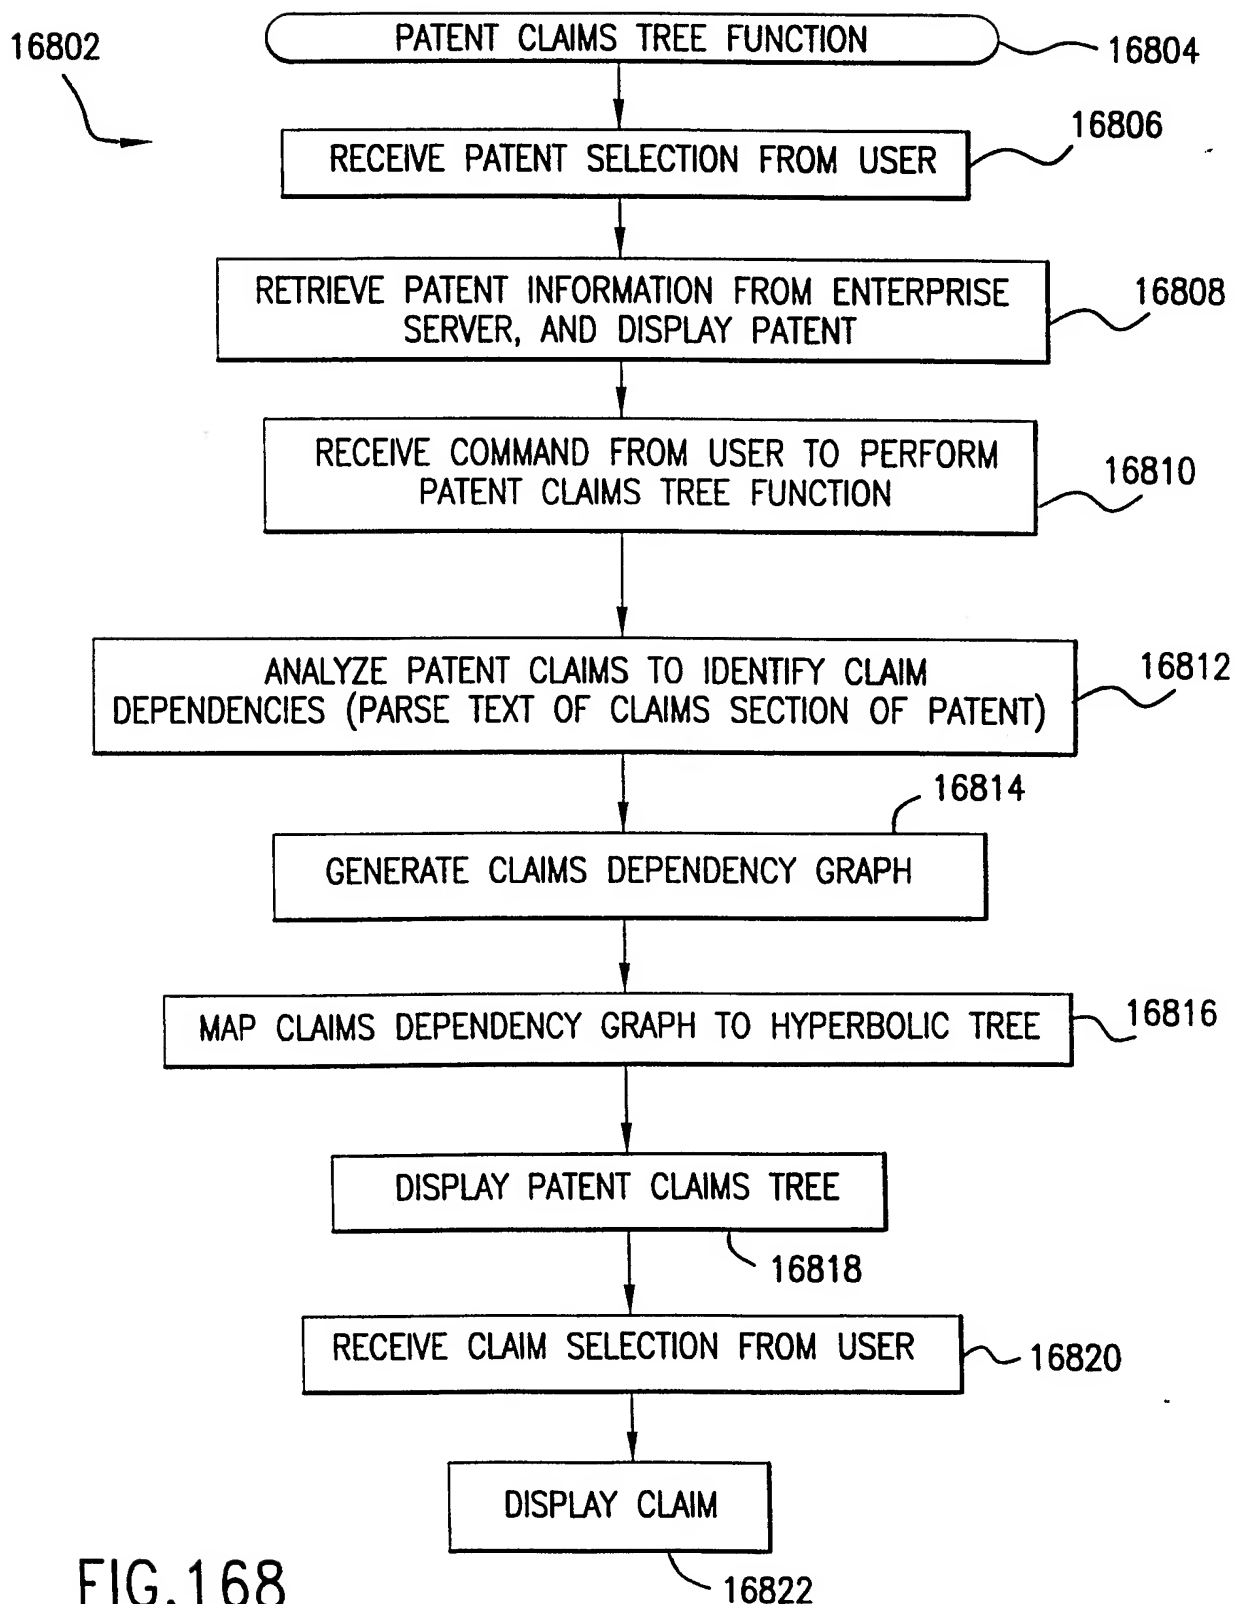 16802
PATENT CLAIMS TREE FUNCTION
16804
RECEIVE PATENT SELECTION FROM USER
16806
RETRIEVE PATENT INFORMATION FROM ENTERPRISE
SERVER, AND DISPLAY PATENT
16808
RECEIVE COMMAND FROM USER TO PERFORM
PATENT CLAIMS TREE FUNCTION
16810
ANALYZE PATENT CLAIMS TO IDENTIFY CLAIM
DEPENDENCIES (PARSE TEXT OF CLAIMS SECTION OF PATENT)
16812
16814
GENERATE CLAIMS DEPENDENCY GRAPH
MAP CLAIMS DEPENDENCY GRAPH TO HYPERBOLIC TREE
16816
DISPLAY PATENT CLAIMS TREE
16818
RECEIVE CLAIM SELECTION FROM USER
16820
DISPLAY CLAIM
16822
FIG.168